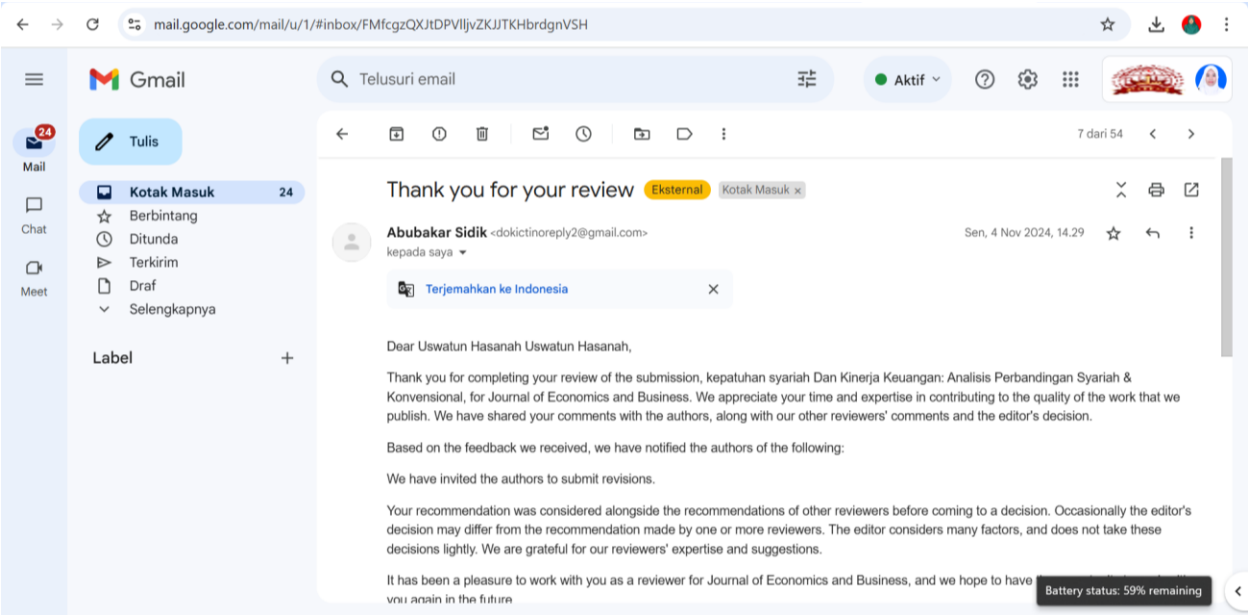 mail.google.com/mail/u/1/#inbox/FMfcgzQXJtDPVlljvZKJJTKHbrdgnVSH
Gmail
Telusuri email
Aktif
24
Mail
Chat
Meet
Tulis
Kotak Masuk 24
Berbintang
Ditunda
Terkirim
Draf
Selengkapnya
Label
7 dari 54
Thank you for your review Eksternal Kotak Masuk ×
Abubakar Sidik <dokictinoreply2@gmail.com> Sen, 4 Nov 2024, 14.29
kepada saya
Terjemahkan ke Indonesia
Dear Uswatun Hasanah Uswatun Hasanah,
Thank you for completing your review of the submission, kepatuhan syariah Dan Kinerja Keuangan: Analisis Perbandingan Syariah &
Konvensional, for Journal of Economics and Business. We appreciate your time and expertise in contributing to the quality of the work that we
publish. We have shared your comments with the authors, along with our other reviewers' comments and the editor's decision.
Based on the feedback we received, we have notified the authors of the following:
We have invited the authors to submit revisions.
Your recommendation was considered alongside the recommendations of other reviewers before coming to a decision. Occasionally the editor's
decision may differ from the recommendation made by one or more reviewers. The editor considers many factors, and does not take these
decisions lightly. We are grateful for our reviewers' expertise and suggestions.
It has been a pleasure to work with you as a reviewer for Journal of Economics and Business, and we hope to have
you again in the future
Battery status: 59% remaining